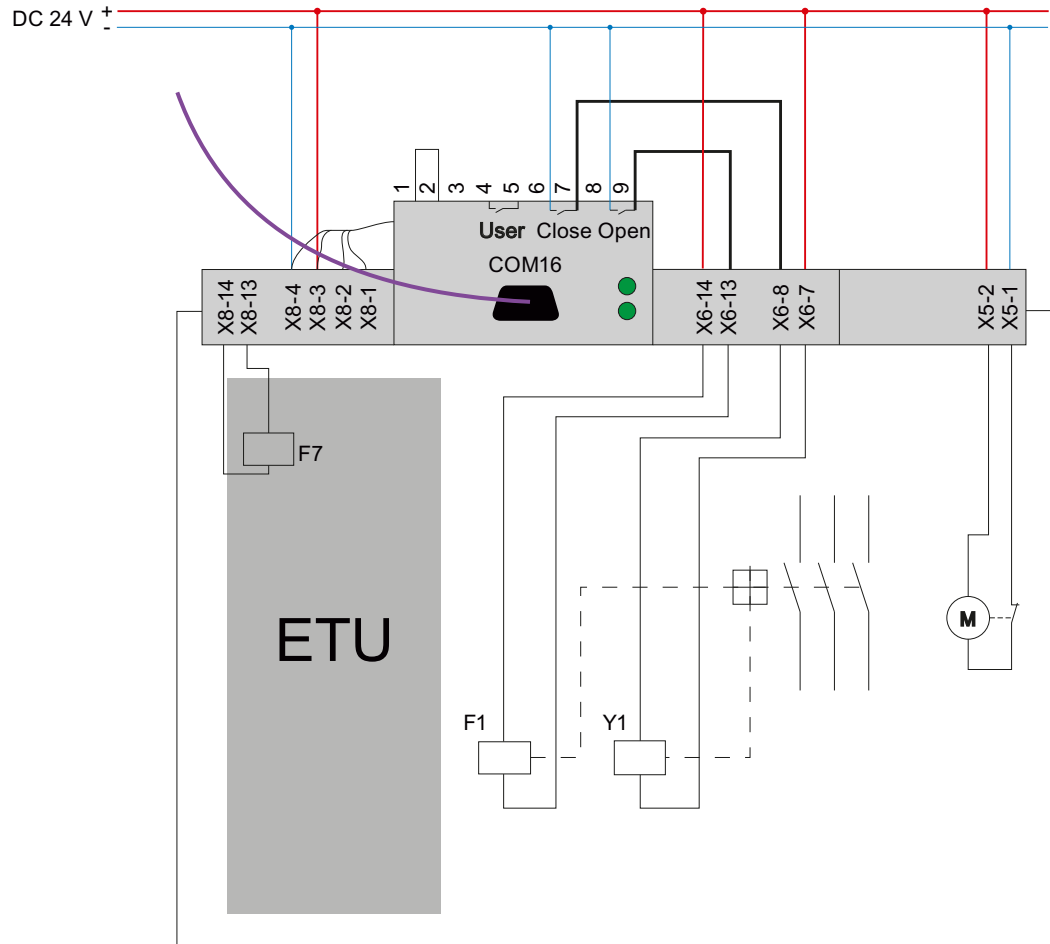 DC 24 V +
-
1 2 3 4 5 6 7 8 9
User Close Open
COM16
X8-14 X8-13 X8-4 X8-3 X8-2 X8-1 X6-14 X6-13 X6-8 X6-7 X5-2 X5-1
F7
ETU
M
F1 Y1